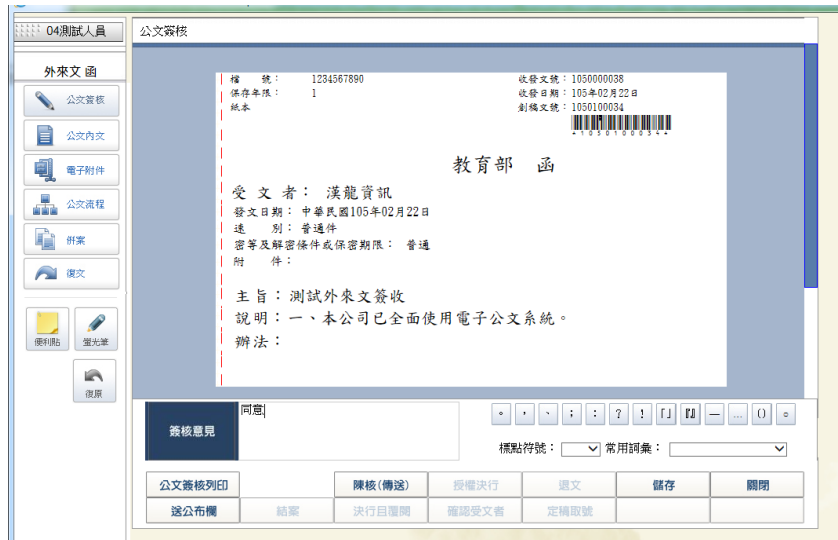 04測試人員
公文簽核
外來文函
公文簽核
公文內文
電子附件
公文流程
併案
復文
便利貼
螢光筆
復原
檔 號： 1234567890
收發文號：1050000038
保存年限： 1
收發日期：105年02月22日
紙本
創稿文號：1050100034
*1050100034*
教育部 函
受文者： 漢龍資訊
發文日期： 中華民國105年02月22日
速 別： 普通件
密等及解密條件或保密期限： 普通
附 件：
主旨：測試外來文簽收
說明：一、本公司已全面使用電子公文系統。
辦法：
簽核意見
同意
。 ， 、 ； ： ？ ！ 「」 『』 — … () ○
標點符號： 常用詞彙：
公文簽核列印 陳核(傳送) 授權決行 退文 儲存 關閉
送公布欄 結案 決行目覆閱 確認受文者 定稿取號